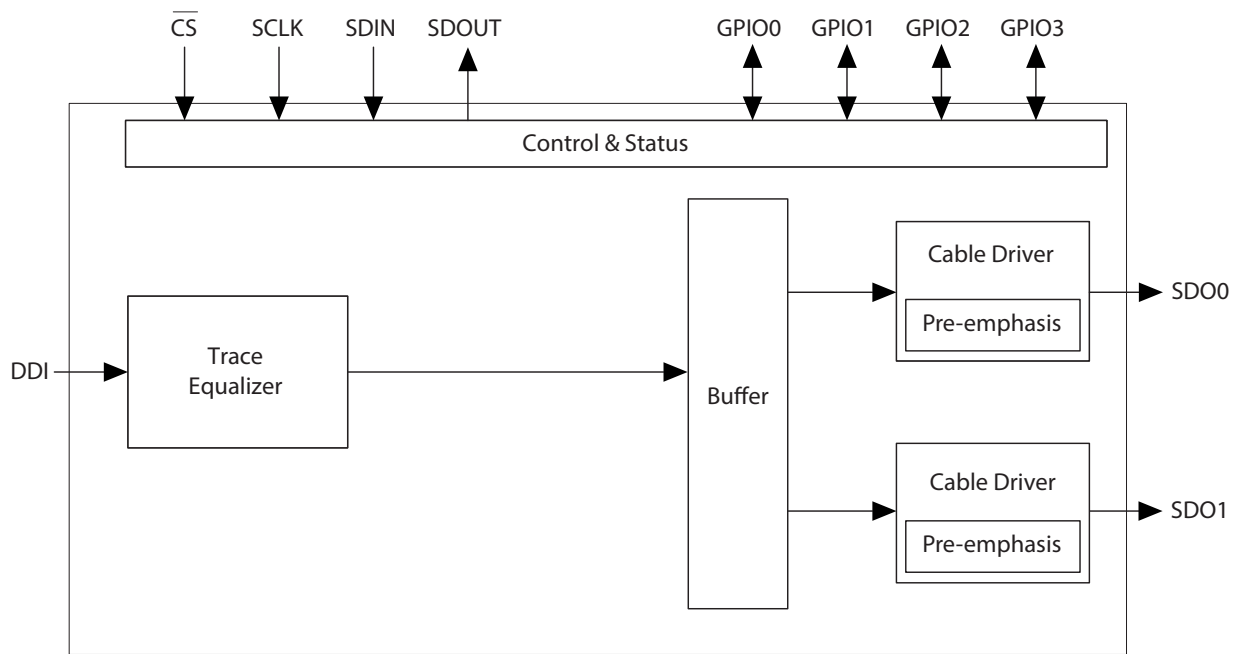 C̅S̅ SCLK SDIN SDOUT GPIO0 GPIO1 GPIO2 GPIO3
Control & Status
Cable Driver
SDO0
Pre-emphasis
DDI
Trace
Equalizer
Buffer
Cable Driver
SDO1
Pre-emphasis